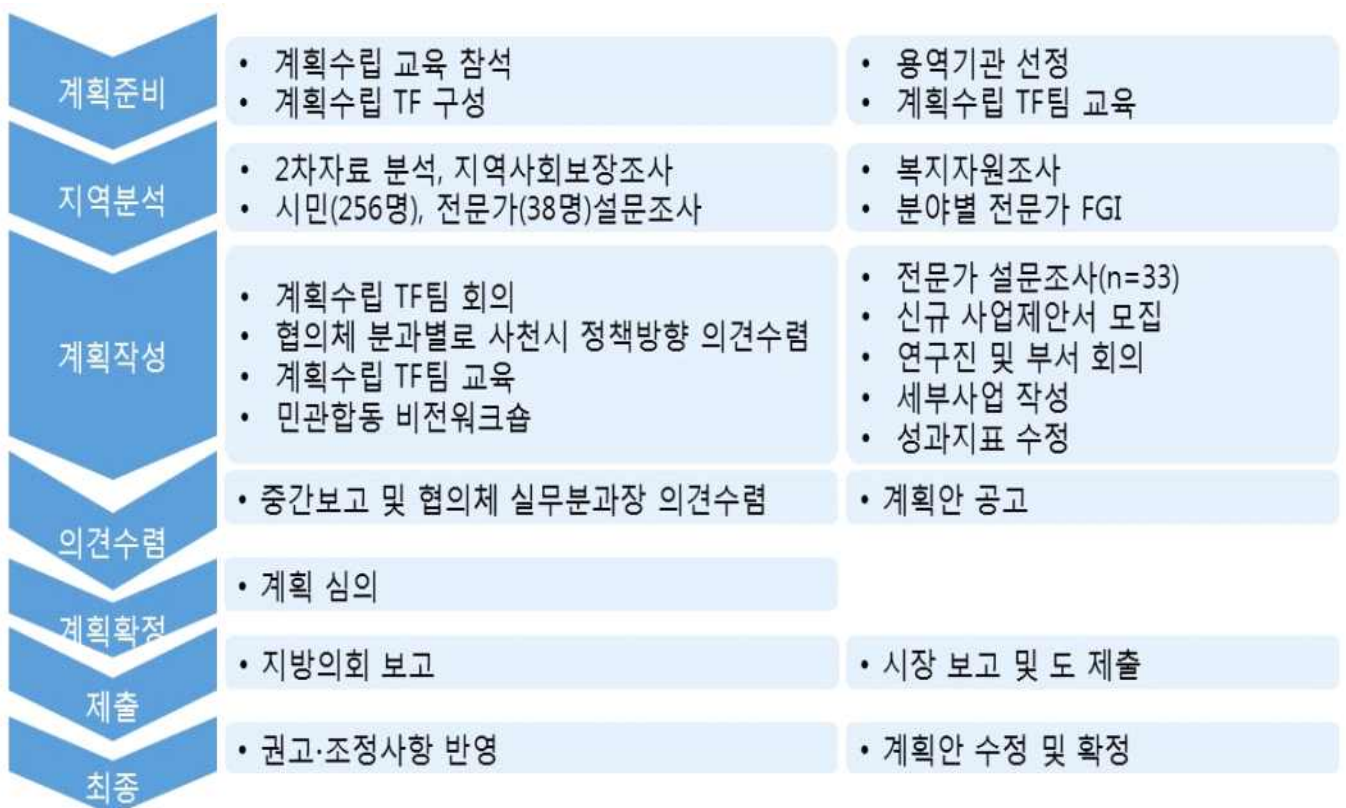 계획준비
• 계획수립 교육 참석
• 계획수립 TF 구성
• 용역기관 선정
• 계획수립 TF팀 교육
지역분석
• 2차자료 분석, 지역사회보장조사
• 시민(256명), 전문가(38명)설문조사
• 복지자원조사
• 분야별 전문가 FGI
계획작성
• 계획수립 TF팀 회의
• 협의체 분과별로 사천시 정책방향 의견수렴
• 계획수립 TF팀 교육
• 민관합동 비전워크숍
• 전문가 설문조사(n=33)
• 신규 사업제안서 모집
• 연구진 및 부서 회의
• 세부사업 작성
• 성과지표 수정
의견수렴
• 중간보고 및 협의체 실무분과장 의견수렴
• 계획안 공고
계획확정
• 계획 심의
제출
• 지방의회 보고
• 시장 보고 및 도 제출
최종
• 권고·조정사항 반영
• 계획안 수정 및 확정